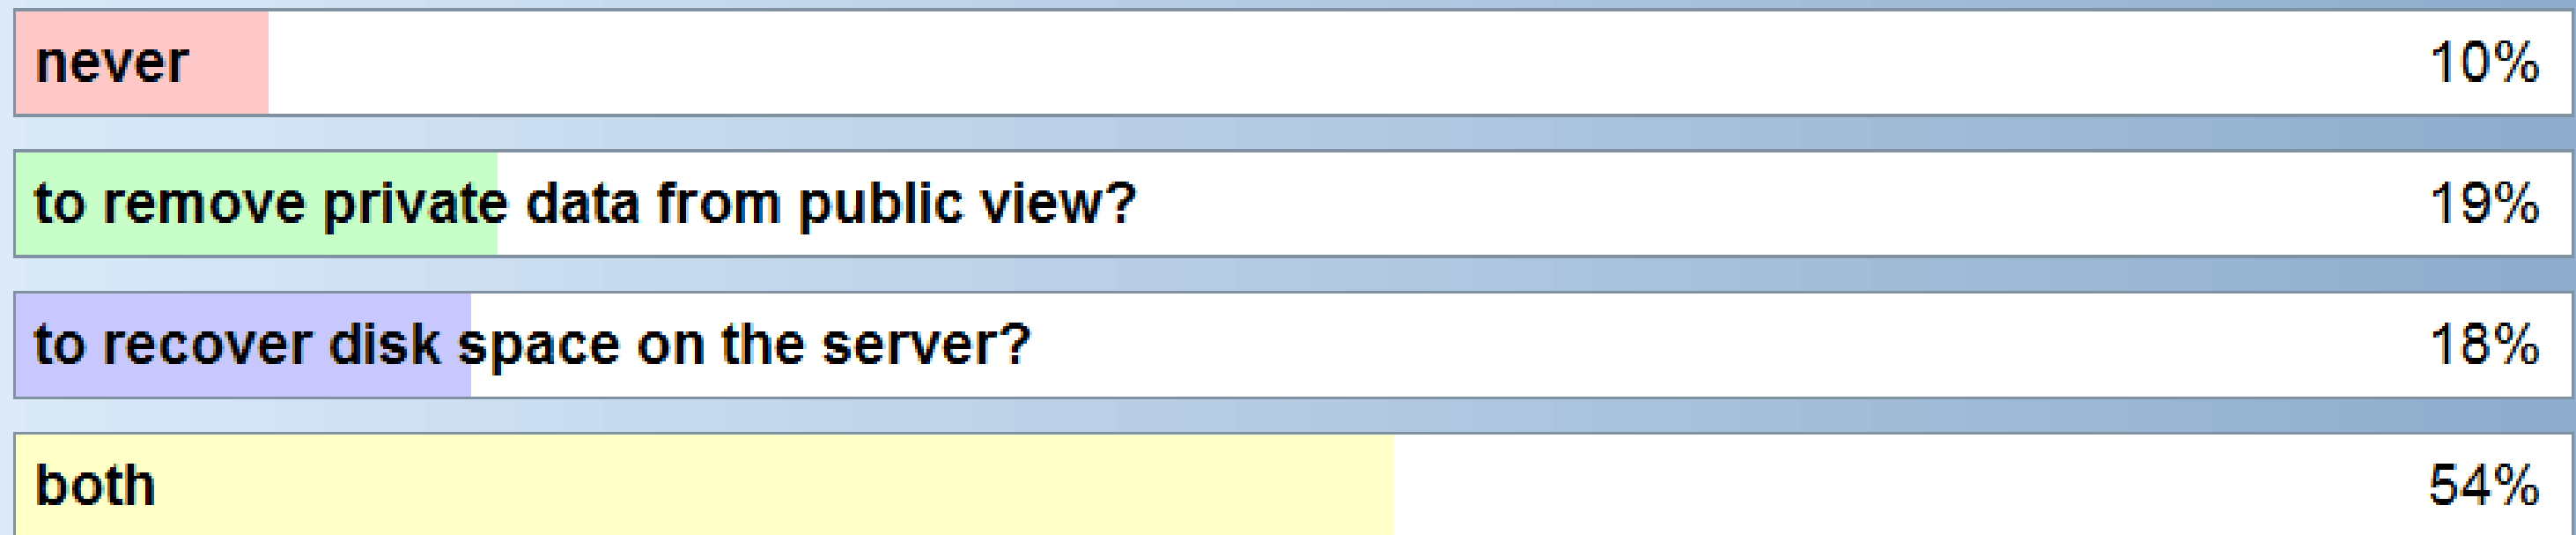 never 10%
to remove private data from public view? 19%
to recover disk space on the server? 18%
both 54%